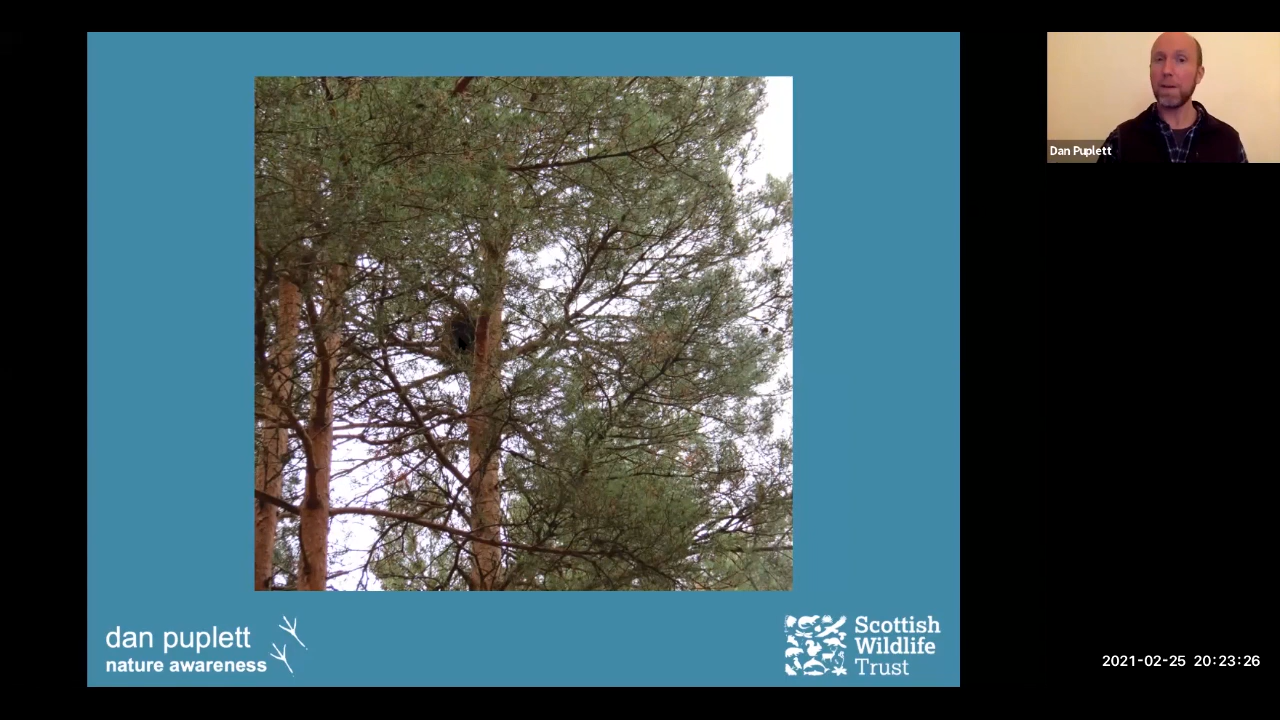 Dan Puplett
dan puplett
nature awareness
Scottish
Wildlife
Trust
2021-02-25 20:23:26